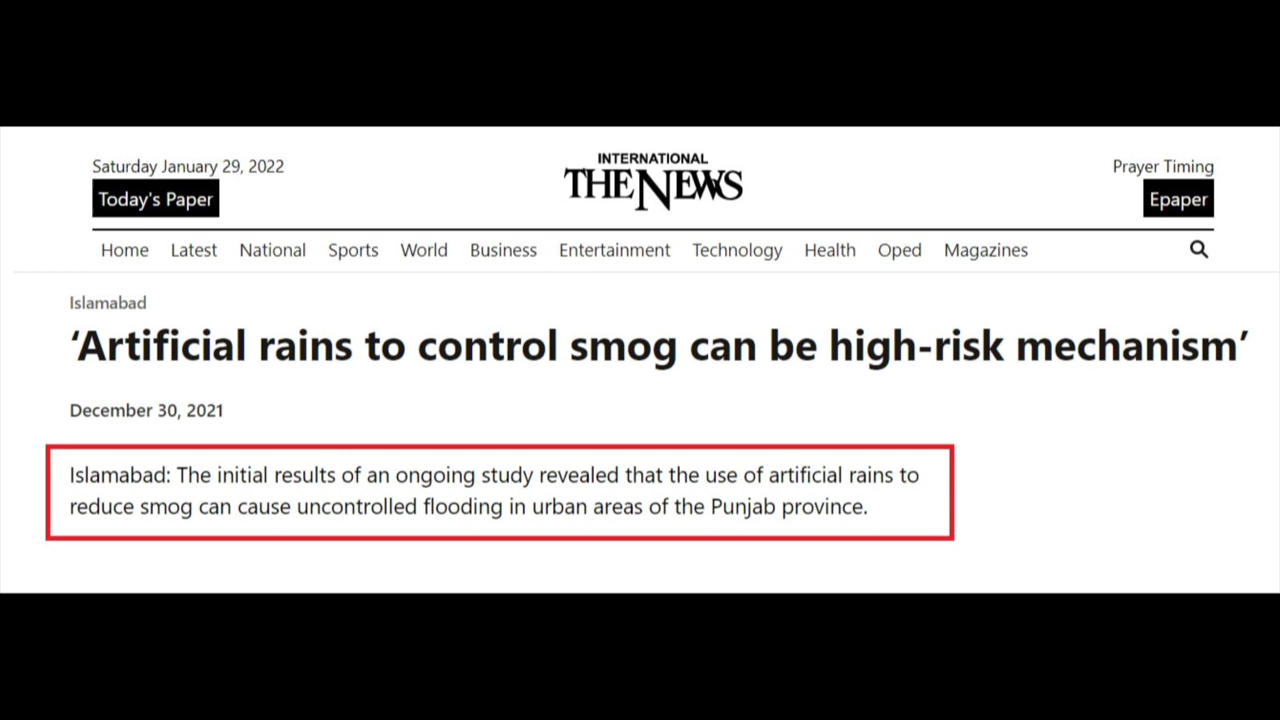 Saturday January 29, 2022
Today's Paper
INTERNATIONAL
THE NEWS
Prayer Timing
Epaper
Home Latest National Sports World Business Entertainment Technology Health Oped Magazines
Islamabad
‘Artificial rains to control smog can be high-risk mechanism’
December 30, 2021
Islamabad: The initial results of an ongoing study revealed that the use of artificial rains to
reduce smog can cause uncontrolled flooding in urban areas of the Punjab province.